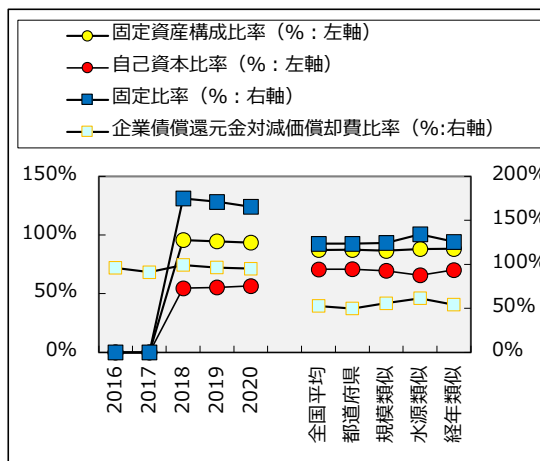 固定資産構成比率（%：左軸）
自己資本比率（%：左軸）
固定比率（%：右軸）
企業債償還元金対減価償却費比率（%:右軸）
150%
100%
50%
0%
200%
150%
100%
50%
0%
2016
2017
2018
2019
2020
全国平均
都道府県
規模類似
水源類似
経年類似